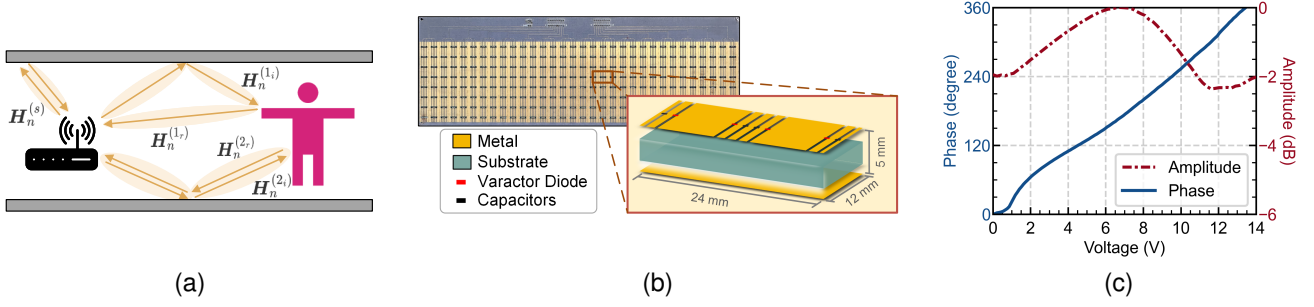 H_n^(s)
H_n^(1_i)
H_n^(1_r)
H_n^(2_r)
H_n^(2_i)
(a)
Metal
Substrate
Varactor Diode
Capacitors
5 mm
12 mm
24 mm
(b)
360
240
120
0
Phase (degree)
0
−2
−4
−6
Amplitude (dB)
Amplitude
Phase
0 2 4 6 8 10 12 14
Voltage (V)
(c)